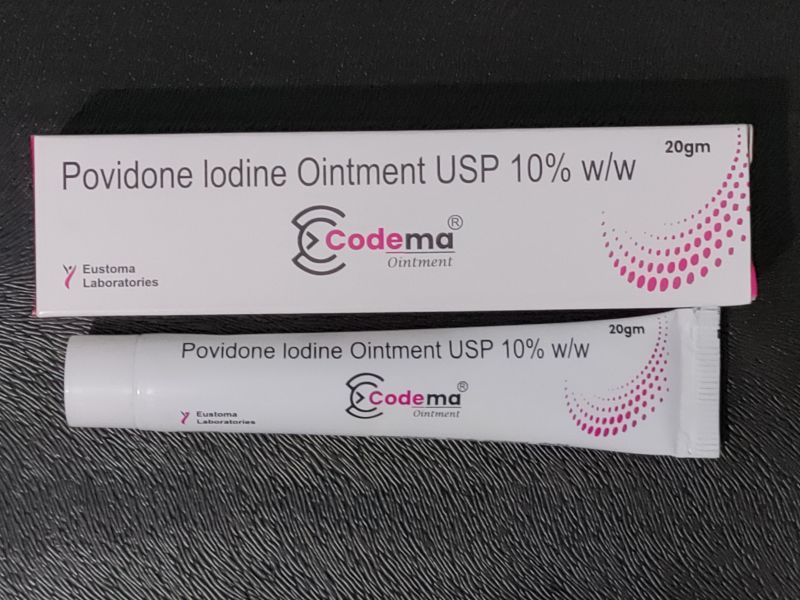 Povidone Iodine Ointment USP 10% w/w
20gm
Codema®
Ointment
Eustoma
Laboratories
Povidone Iodine Ointment USP 10% w/w
20gm
Codema®
Ointment
Eustoma
Laboratories